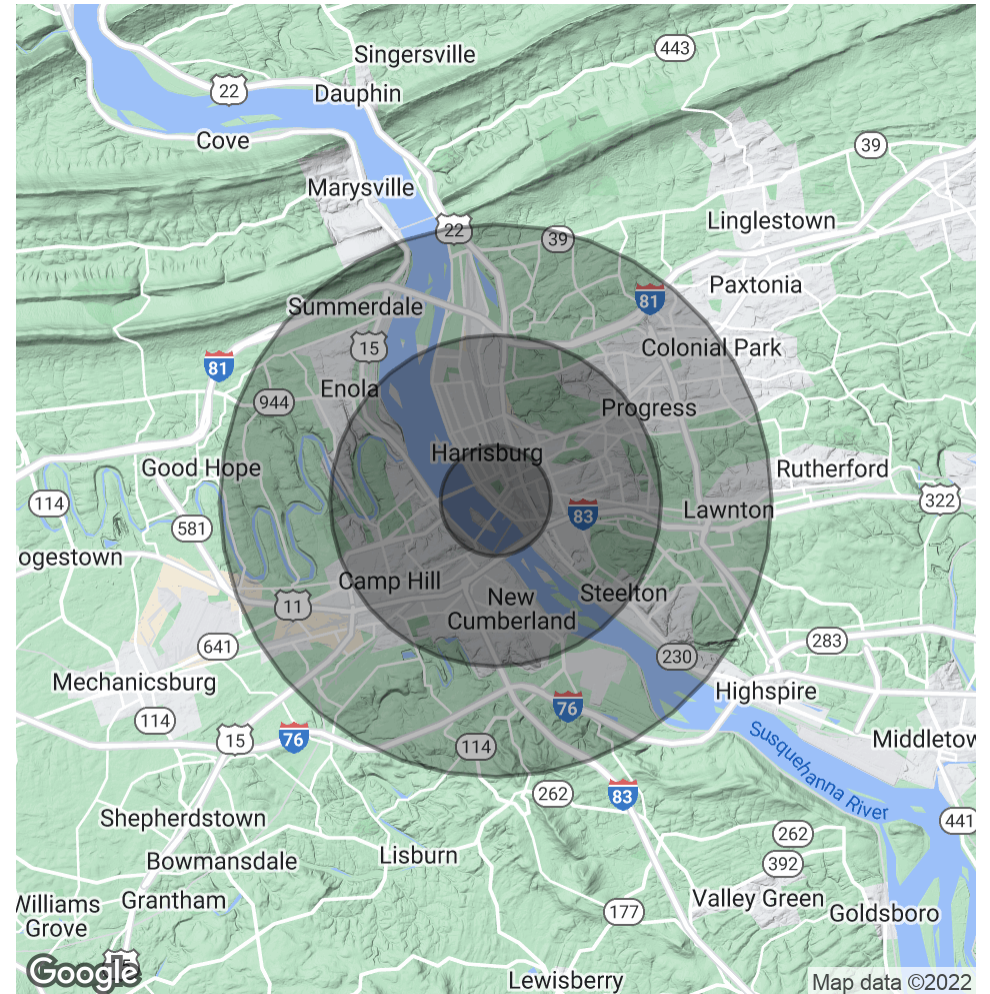 Singersville
443
22
Dauphin
Cove
39
Marysville
Linglestown
22
39
Paxtonia
81
Summerdale
15
Colonial Park
81
Enola
944
Progress
Harrisburg
Good Hope
Rutherford
114
322
83
Lawnton
581
ogestown
Camp Hill
Steelton
11
New
Cumberland
283
641
230
Mechanicsburg
Highspire
76
114
15
76
114
Susquehanna River
Middletow
262
83
Shepherdstown
262
441
Bowmansdale
Lisburn
392
Grantham
Valley Green
Williams
Grove
177
Goldsboro
Google
Lewisberry
Map data ©2022